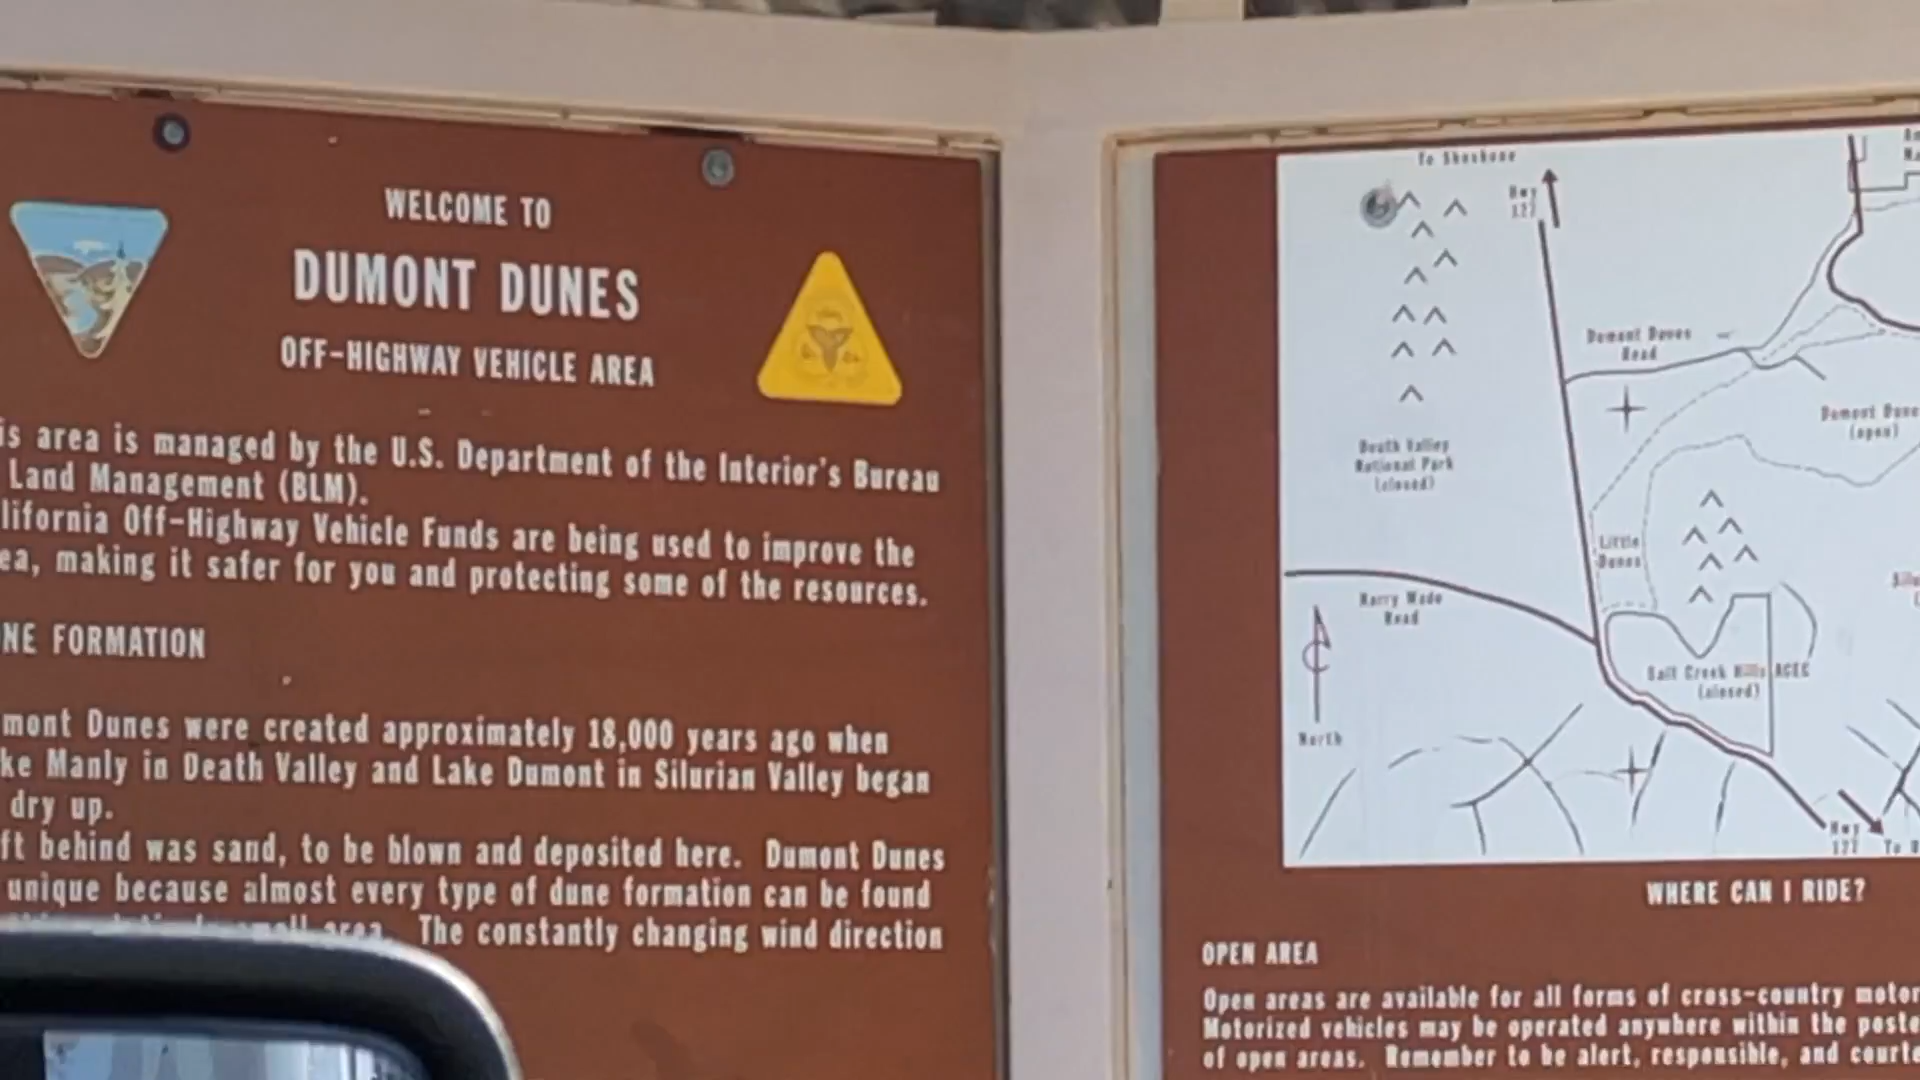 WELCOME TO
DUMONT DUNES
OFF-HIGHWAY VEHICLE AREA
is area is managed by the U.S. Department of the Interior's Bureau
Land Management (BLM).
lifornia Off-Highway Vehicle Funds are being used to improve the
ea, making it safer for you and protecting some of the resources.
NE FORMATION
mont Dunes were created approximately 18,000 years ago when
ke Manly in Death Valley and Lake Dumont in Silurian Valley began
dry up.
ft behind was sand, to be blown and deposited here. Dumont Dunes
unique because almost every type of dune formation can be found
small area. The constantly changing wind direction
To Shoshone
Hwy
127
Dumont Dunes
Road
Dumont Dune
(open)
Death Valley
National Park
(closed)
Little
Dunes
Harry Wade
Road
Salt Creek Hills ACEC
(closed)
North
Hwy
127
To B
WHERE CAN I RIDE?
OPEN AREA
Open areas are available for all forms of cross-country motor
Motorized vehicles may be operated anywhere within the poste
of open areas. Remember to be alert, responsible, and courte